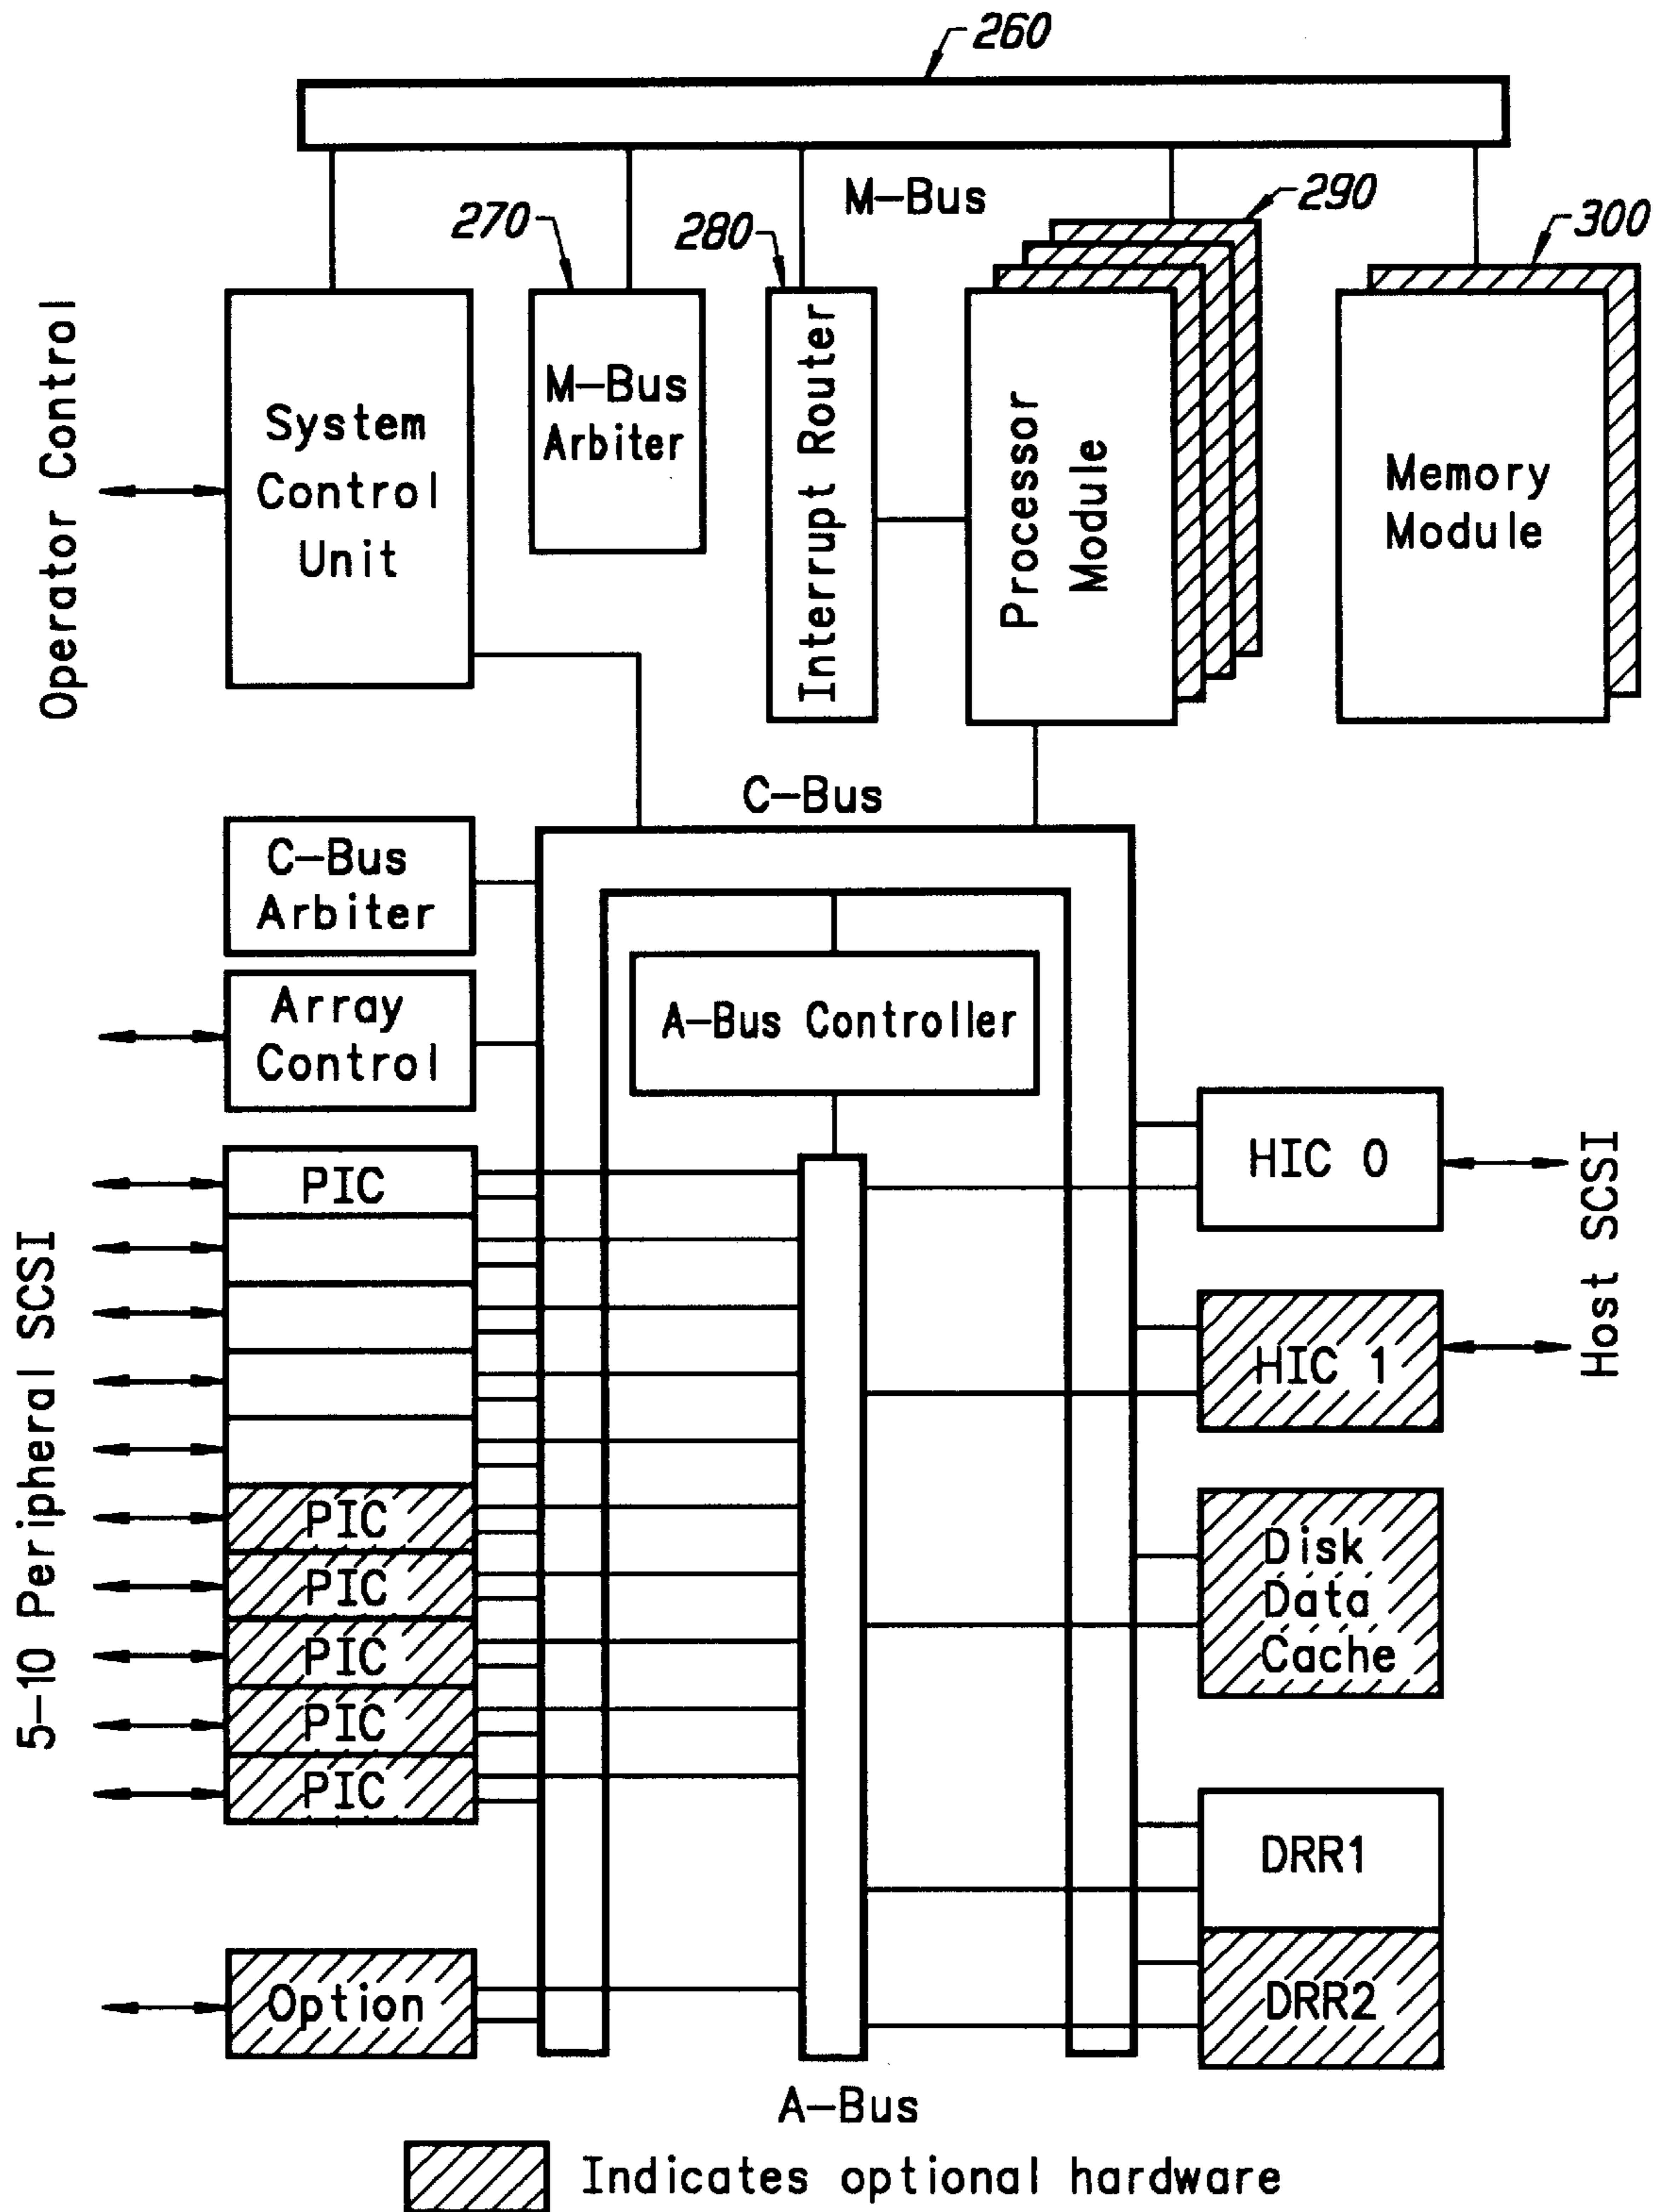 260
M-Bus
270
280
290
300
Operator Control
System
Control
Unit
M-Bus
Arbiter
Interrupt Router
Processor
Module
Memory
Module
C-Bus
C-Bus
Arbiter
Array
Control
A-Bus Controller
HIC 0
Host SCSI
HIC 1
5-10 Peripheral SCSI
PIC
PIC
PIC
PIC
PIC
PIC
Disk
Data
Cache
DRR1
DRR2
Option
A-Bus
Indicates optional hardware